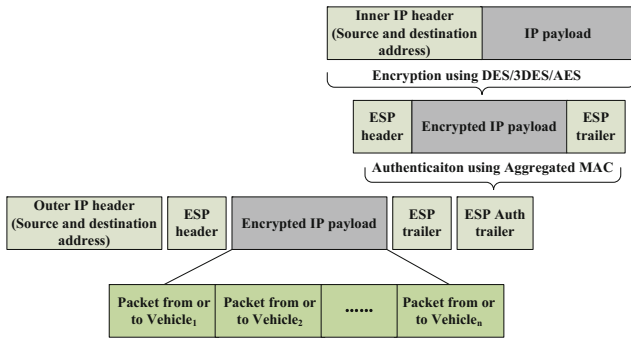 Inner IP header
(Source and destination
address)
IP payload
Encryption using DES/3DES/AES
ESP
header
Encrypted IP payload
ESP
trailer
Authenticaiton using Aggregated MAC
Outer IP header
(Source and destination
address)
ESP
header
Encrypted IP payload
ESP
trailer
ESP Auth
trailer
Packet from or
to Vehicle₁
Packet from or
to Vehicle₂
......
Packet from or
to Vehicleₙ